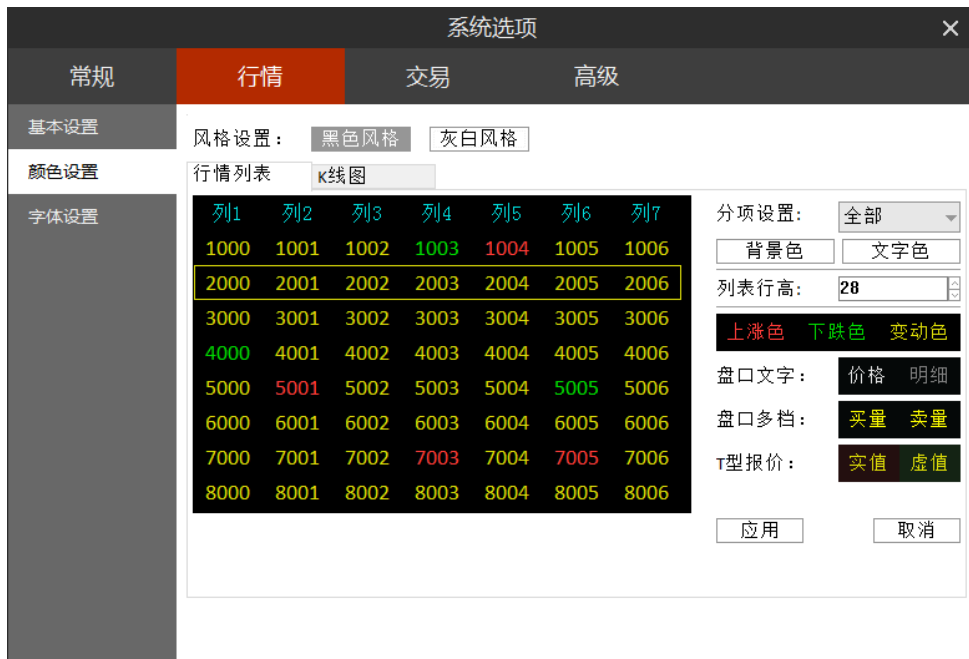 系统选项
常规 行情 交易 高级
基本设置
颜色设置
字体设置
风格设置： 黑色风格 灰白风格
行情列表 K线图
列1 列2 列3 列4 列5 列6 列7
1000 1001 1002 1003 1004 1005 1006
2000 2001 2002 2003 2004 2005 2006
3000 3001 3002 3003 3004 3005 3006
4000 4001 4002 4003 4004 4005 4006
5000 5001 5002 5003 5004 5005 5006
6000 6001 6002 6003 6004 6005 6006
7000 7001 7002 7003 7004 7005 7006
8000 8001 8002 8003 8004 8005 8006
分项设置: 全部
背景色 文字色
列表行高: 28
上涨色 下跌色 变动色
盘口文字： 价格 明细
盘口多档： 买量 卖量
T型报价： 实值 虚值
应用 取消